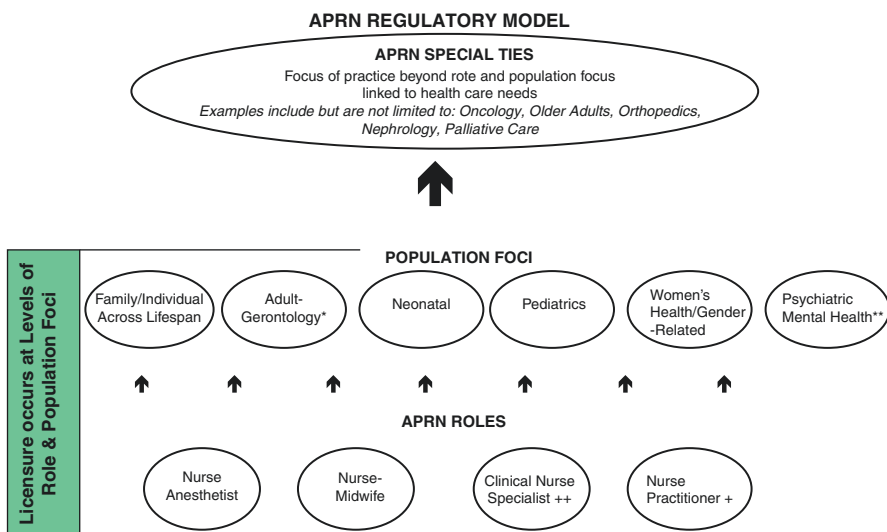 APRN REGULATORY MODEL
APRN SPECIAL TIES
Focus of practice beyond rote and population focus
linked to health care needs
Examples include but are not limited to: Oncology, Older Adults, Orthopedics,
Nephrology, Palliative Care
Licensure occurs at Levels of
Role & Population Foci
POPULATION FOCI
Family/Individual
Across Lifespan
Adult-
Gerontology*
Neonatal
Pediatrics
Women's
Health/Gender
-Related
Psychiatric
Mental Health**
APRN ROLES
Nurse
Anesthetist
Nurse-
Midwife
Clinical Nurse
Specialist ++
Nurse
Practitioner +